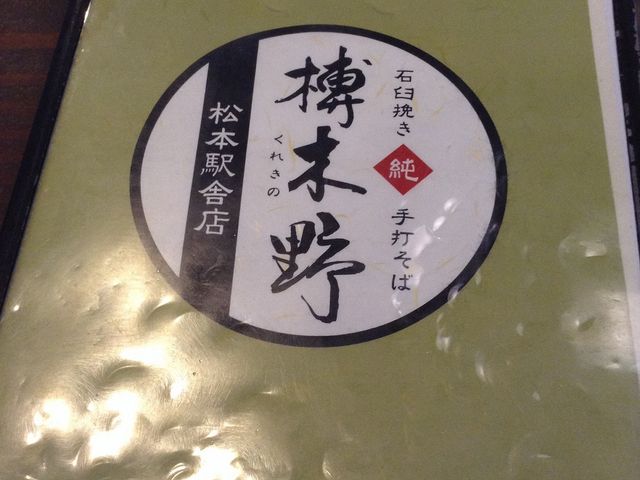 石臼挽き 純 手打そば
榑木野
くれきの
松本駅舎店